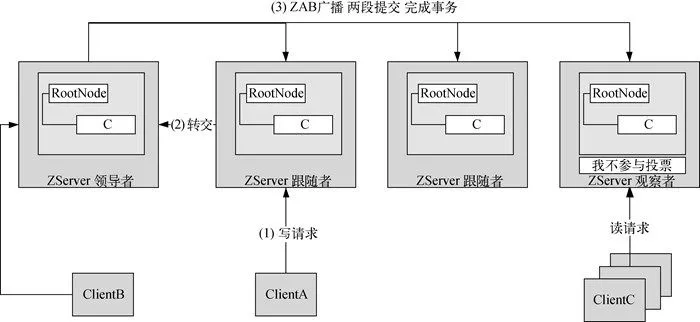 (3) ZAB广播 两段提交 完成事务
RootNode
C
ZServer 领导者
(2) 转交
RootNode
C
ZServer 跟随者
RootNode
C
ZServer 跟随者
RootNode
C
我不参与投票
ZServer 观察者
(1) 写请求
读请求
ClientB
ClientA
ClientC